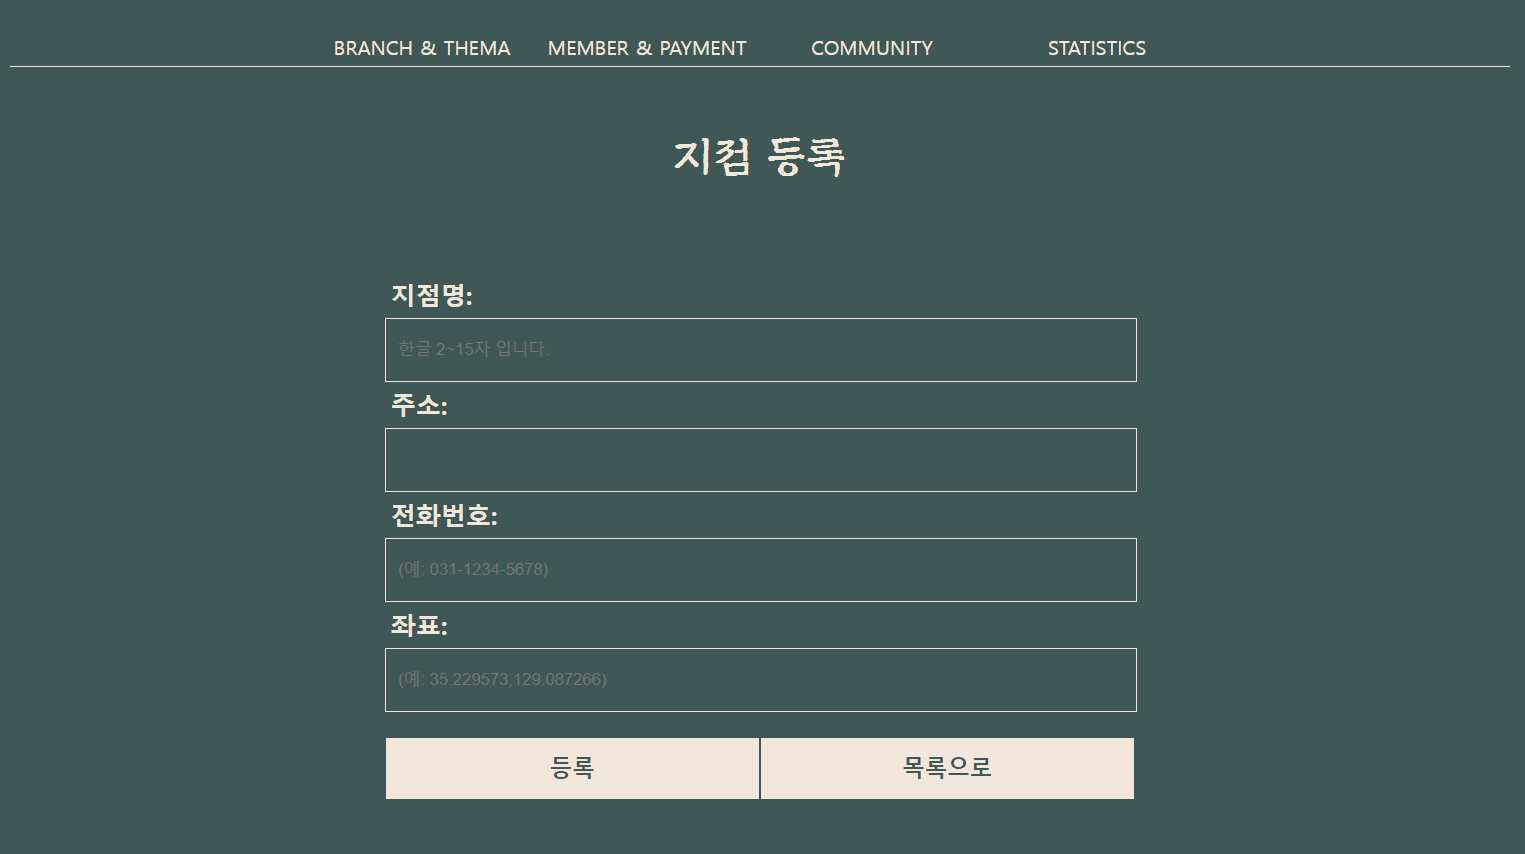 BRANCH & THEMA MEMBER & PAYMENT COMMUNITY STATISTICS
지점 등록
지점명:
한글 2~15자 입니다.
주소:
전화번호:
(예: 031-1234-5678)
좌표:
(예: 35.229573,129.087266)
등록 목록으로